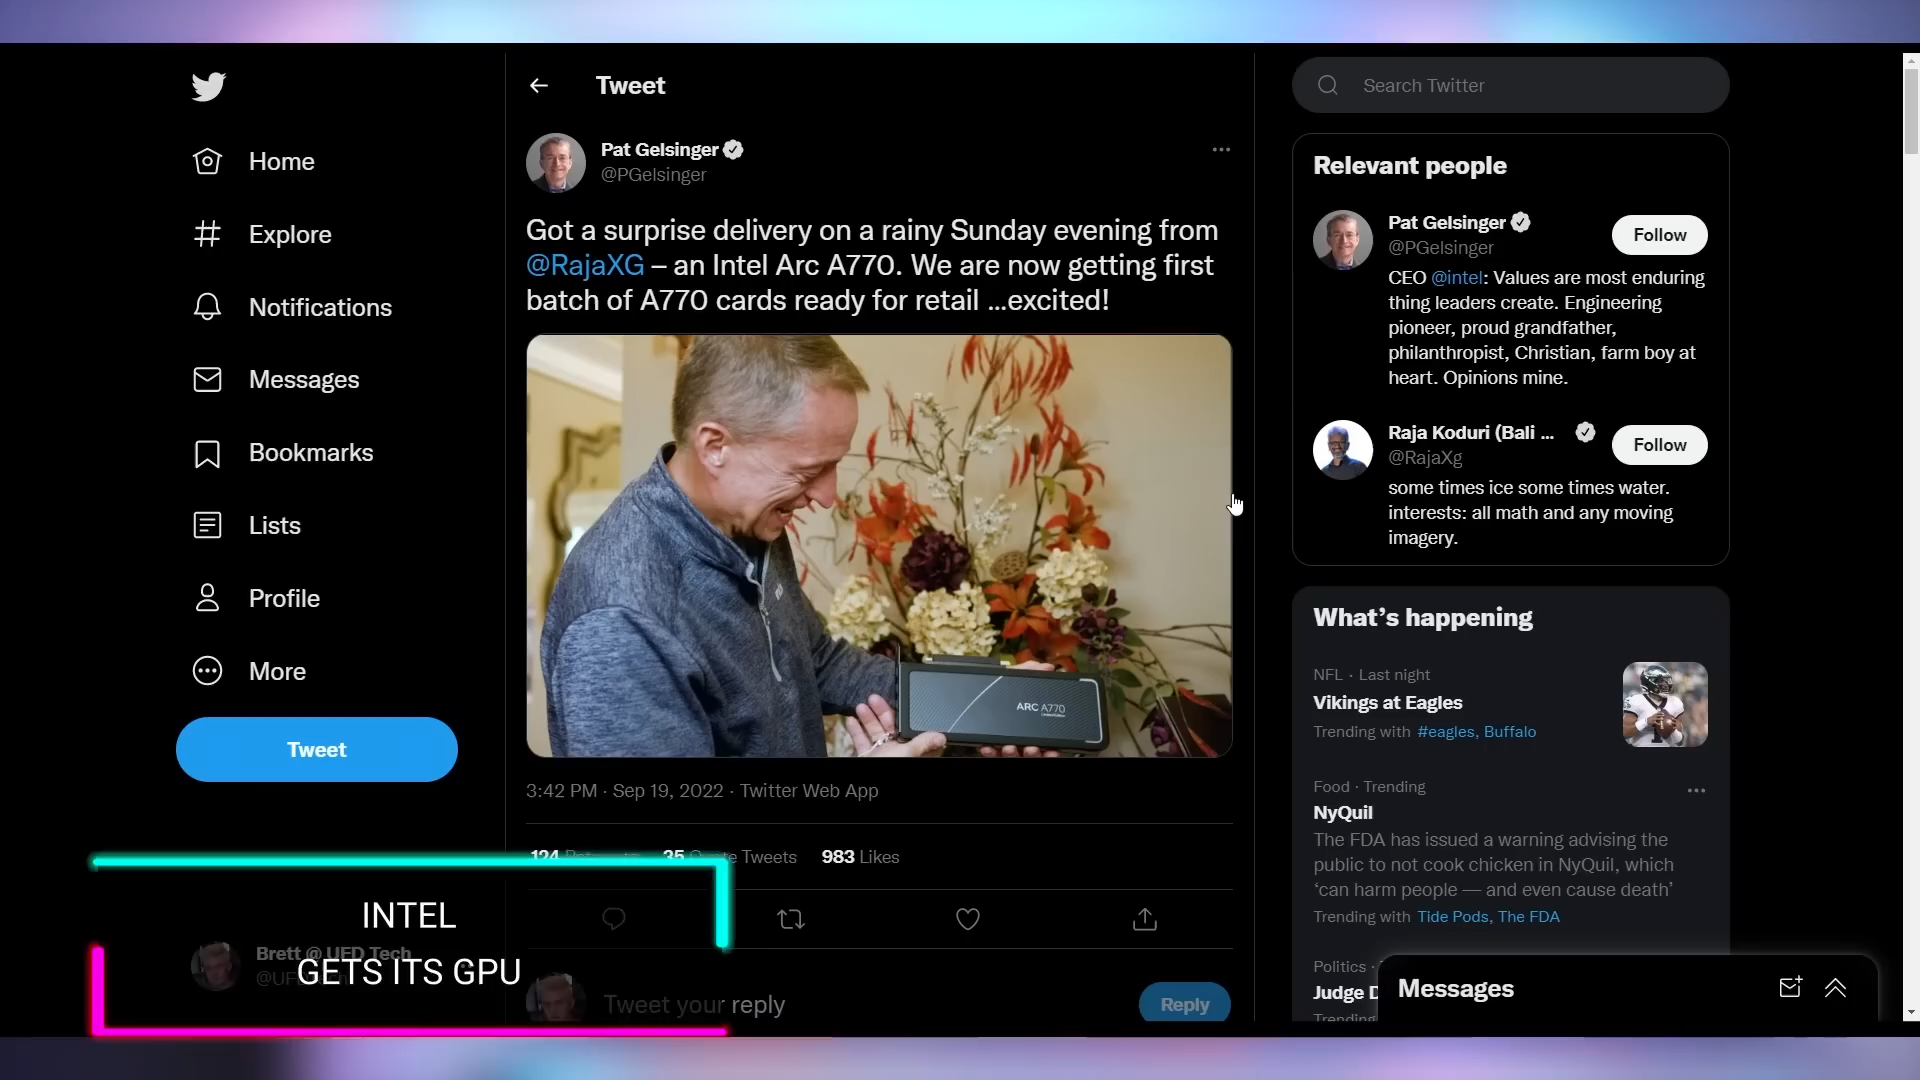 Tweet
Search Twitter
Home
Explore
Notifications
Messages
Bookmarks
Lists
Profile
More
Tweet
Pat Gelsinger
@PGelsinger
Got a surprise delivery on a rainy Sunday evening from
@RajaXG – an Intel Arc A770. We are now getting first
batch of A770 cards ready for retail ...excited!
ARC A770
3:42 PM · Sep 19, 2022 · Twitter Web App
124 Retweets 35 Quote Tweets 983 Likes
Tweet your reply
Reply
Relevant people
Pat Gelsinger
@PGelsinger
Follow
CEO @intel: Values are most enduring
thing leaders create. Engineering
pioneer, proud grandfather,
philanthropist, Christian, farm boy at
heart. Opinions mine.
Raja Koduri (Bali ...
@RajaXg
Follow
some times ice some times water.
interests: all math and any moving
imagery.
What's happening
NFL · Last night
Vikings at Eagles
Trending with #eagles, Buffalo
Food · Trending
NyQuil
The FDA has issued a warning advising the
public to not cook chicken in NyQuil, which
'can harm people — and even cause death'
Trending with Tide Pods, The FDA
Politics ·
Judge D
Trending
Messages
Brett @ UFD Tech
INTEL
GETS ITS GPU